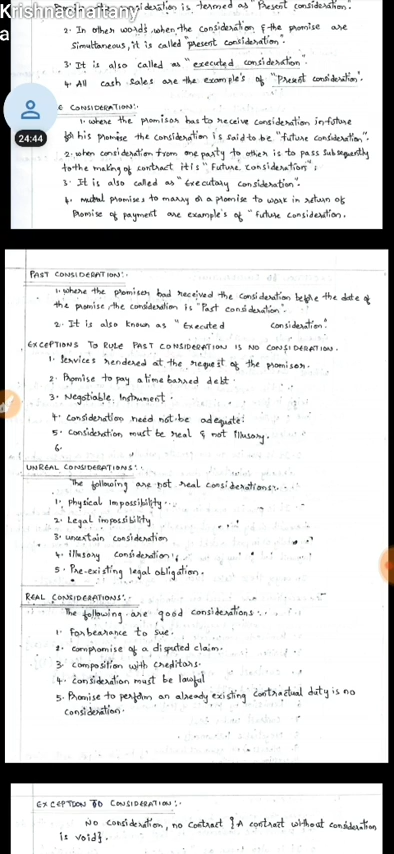 Krishnachaitany
a
consideration is termed as "Present consideration".
2. In other words, when the consideration & the promise are
simultaneous, it is called "present consideration".
3. It is also called as "executed consideration"
4. All cash sales are the example's of "Present consideration".
24:44
E CONSIDERATION:
1. where the promisor has to receive consideration in future
for his promise the consideration is said to be "future consideration".
2. when consideration from one party to other is to pass subsequently
to the making of contract it is "Future consideration":
3. It is also called as "Executory consideration".
4. mutual promises to marry or a promise to work in return of
Promise of payment are example's of "future consideration.
PAST CONSIDERATION:.
1. where the promiser had received the consideration before the date of
the promise, the consideration is "Past consideration".
2. It is also known as "Executed consideration".
EXCEPTIONS TO RULE PAST CONSIDERATION IS NO CONSIDERATION.
1. Services rendered at the request of the promisor.
2. Promise to pay a time barred debt.
3. Negotiable Instrument.
4. Consideration need not be adequate.
5. Consideration must be real & not Illusory.
6.
UNREAL CONSIDERATIONS:.
The following are not real considerations:.
1. Physical Impossibility.
2. Legal impossibility
3. uncertain consideration
4. illusory consideration
5. Pre-existing legal obligation.
REAL CONSIDERATIONS:.
The following are good considerations:.
1. Forbearance to sue.
2. compromise of a disputed claim.
3. composition with creditors.
4. Consideration must be lawful
5. Promise to perform an already existing contractual duty is no
consideration.
EXCEPTION TO CONSIDERATION:.
No consideration, no contract {A contract without consideration
is void}.